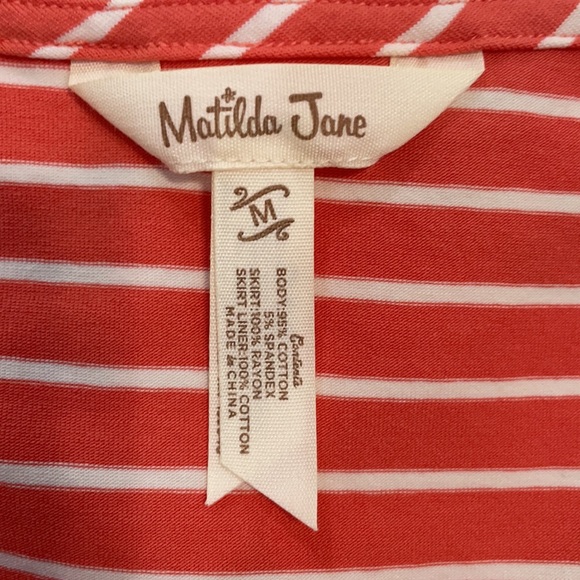 Matilda Jane
M
Contents
BODY:95% COTTON
5% SPANDEX
SKIRT:100% RAYON
SKIRT LINER:100% COTTON
MADE in CHINA